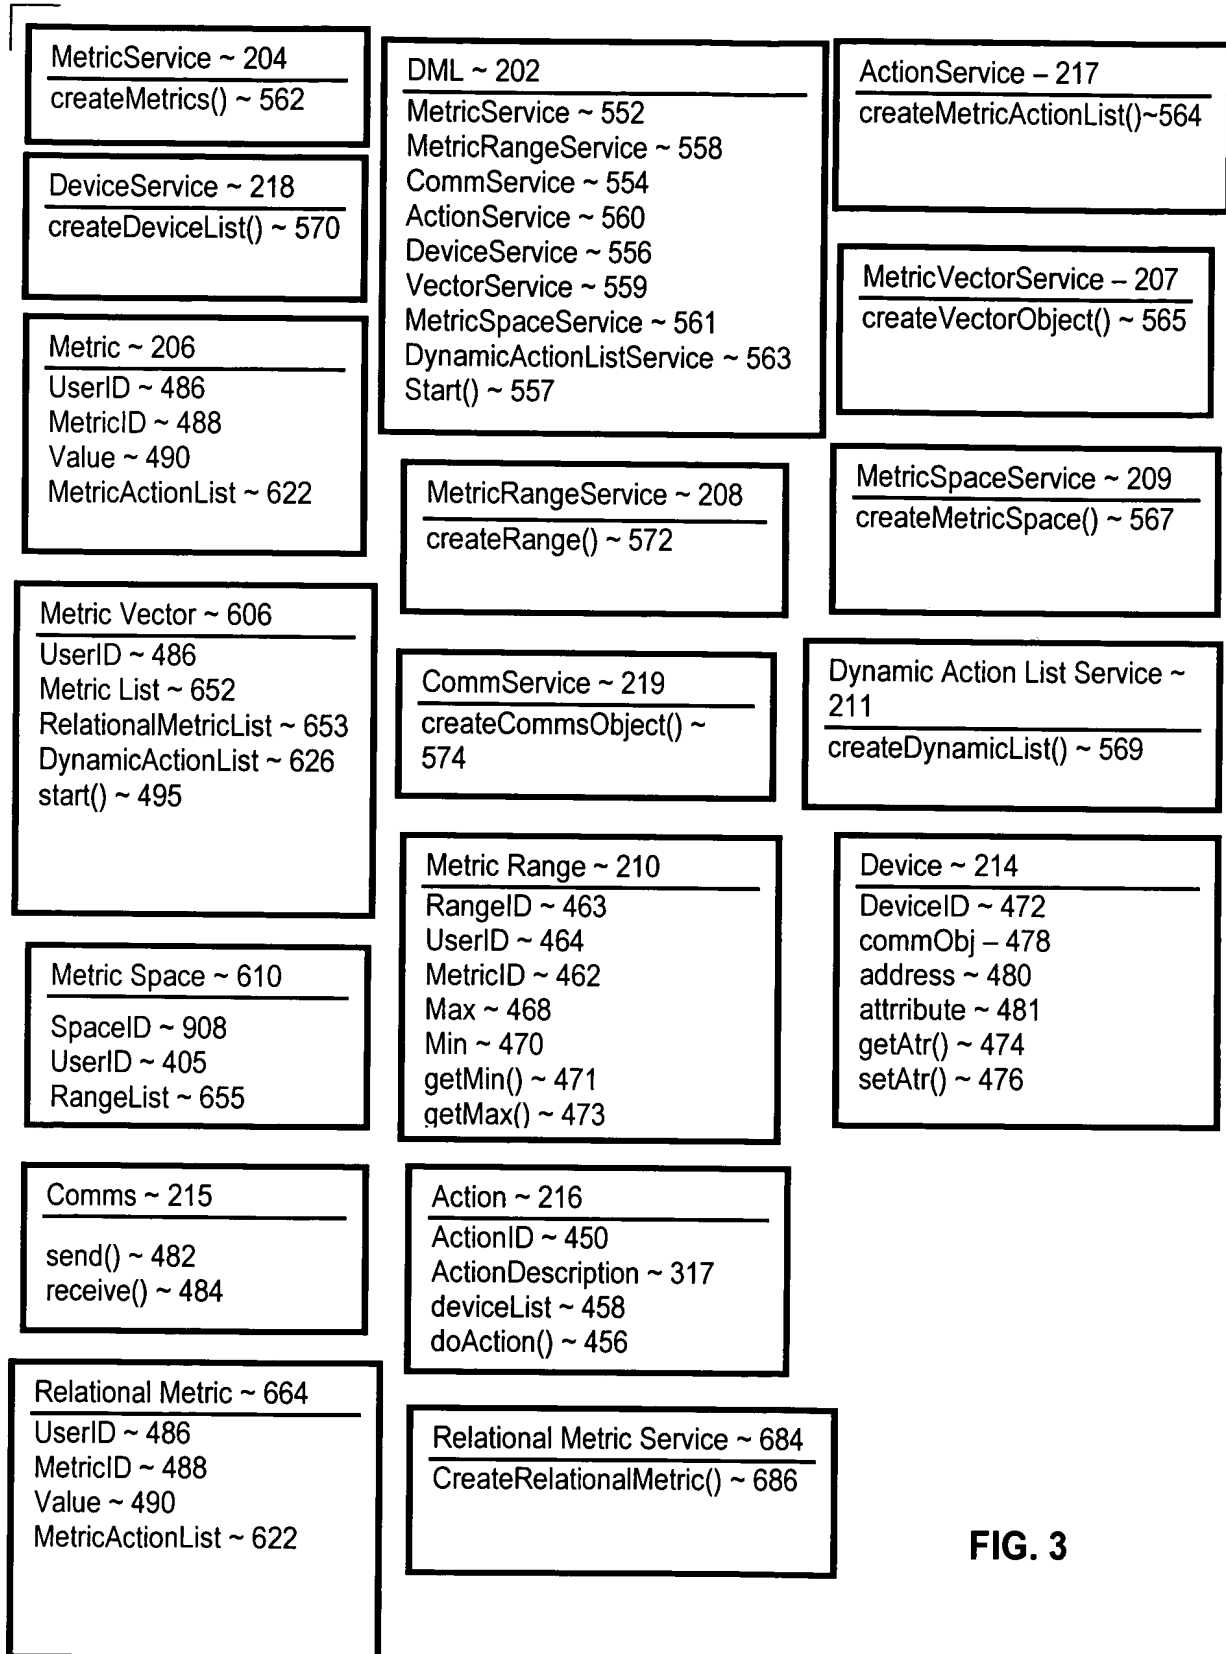 MetricService ~ 204
createMetrics() ~ 562
DeviceService ~ 218
createDeviceList() ~ 570
Metric ~ 206
UserID ~ 486
MetricID ~ 488
Value ~ 490
MetricActionList ~ 622
Metric Vector ~ 606
UserID ~ 486
Metric List ~ 652
RelationalMetricList ~ 653
DynamicActionList ~ 626
start() ~ 495
Metric Space ~ 610
SpaceID ~ 908
UserID ~ 405
RangeList ~ 655
Comms ~ 215
send() ~ 482
receive() ~ 484
Relational Metric ~ 664
UserID ~ 486
MetricID ~ 488
Value ~ 490
MetricActionList ~ 622
DML ~ 202
MetricService ~ 552
MetricRangeService ~ 558
CommService ~ 554
ActionService ~ 560
DeviceService ~ 556
VectorService ~ 559
MetricSpaceService ~ 561
DynamicActionListService ~ 563
Start() ~ 557
MetricRangeService ~ 208
createRange() ~ 572
CommService ~ 219
createCommsObject() ~
574
Metric Range ~ 210
RangeID ~ 463
UserID ~ 464
MetricID ~ 462
Max ~ 468
Min ~ 470
getMin() ~ 471
getMax() ~ 473
Action ~ 216
ActionID ~ 450
ActionDescription ~ 317
deviceList ~ 458
doAction() ~ 456
Relational Metric Service ~ 684
CreateRelationalMetric() ~ 686
ActionService – 217
createMetricActionList()~564
MetricVectorService – 207
createVectorObject() ~ 565
MetricSpaceService ~ 209
createMetricSpace() ~ 567
Dynamic Action List Service ~
211
createDynamicList() ~ 569
Device ~ 214
DeviceID ~ 472
commObj – 478
address ~ 480
attrribute ~ 481
getAtr() ~ 474
setAtr() ~ 476
FIG. 3